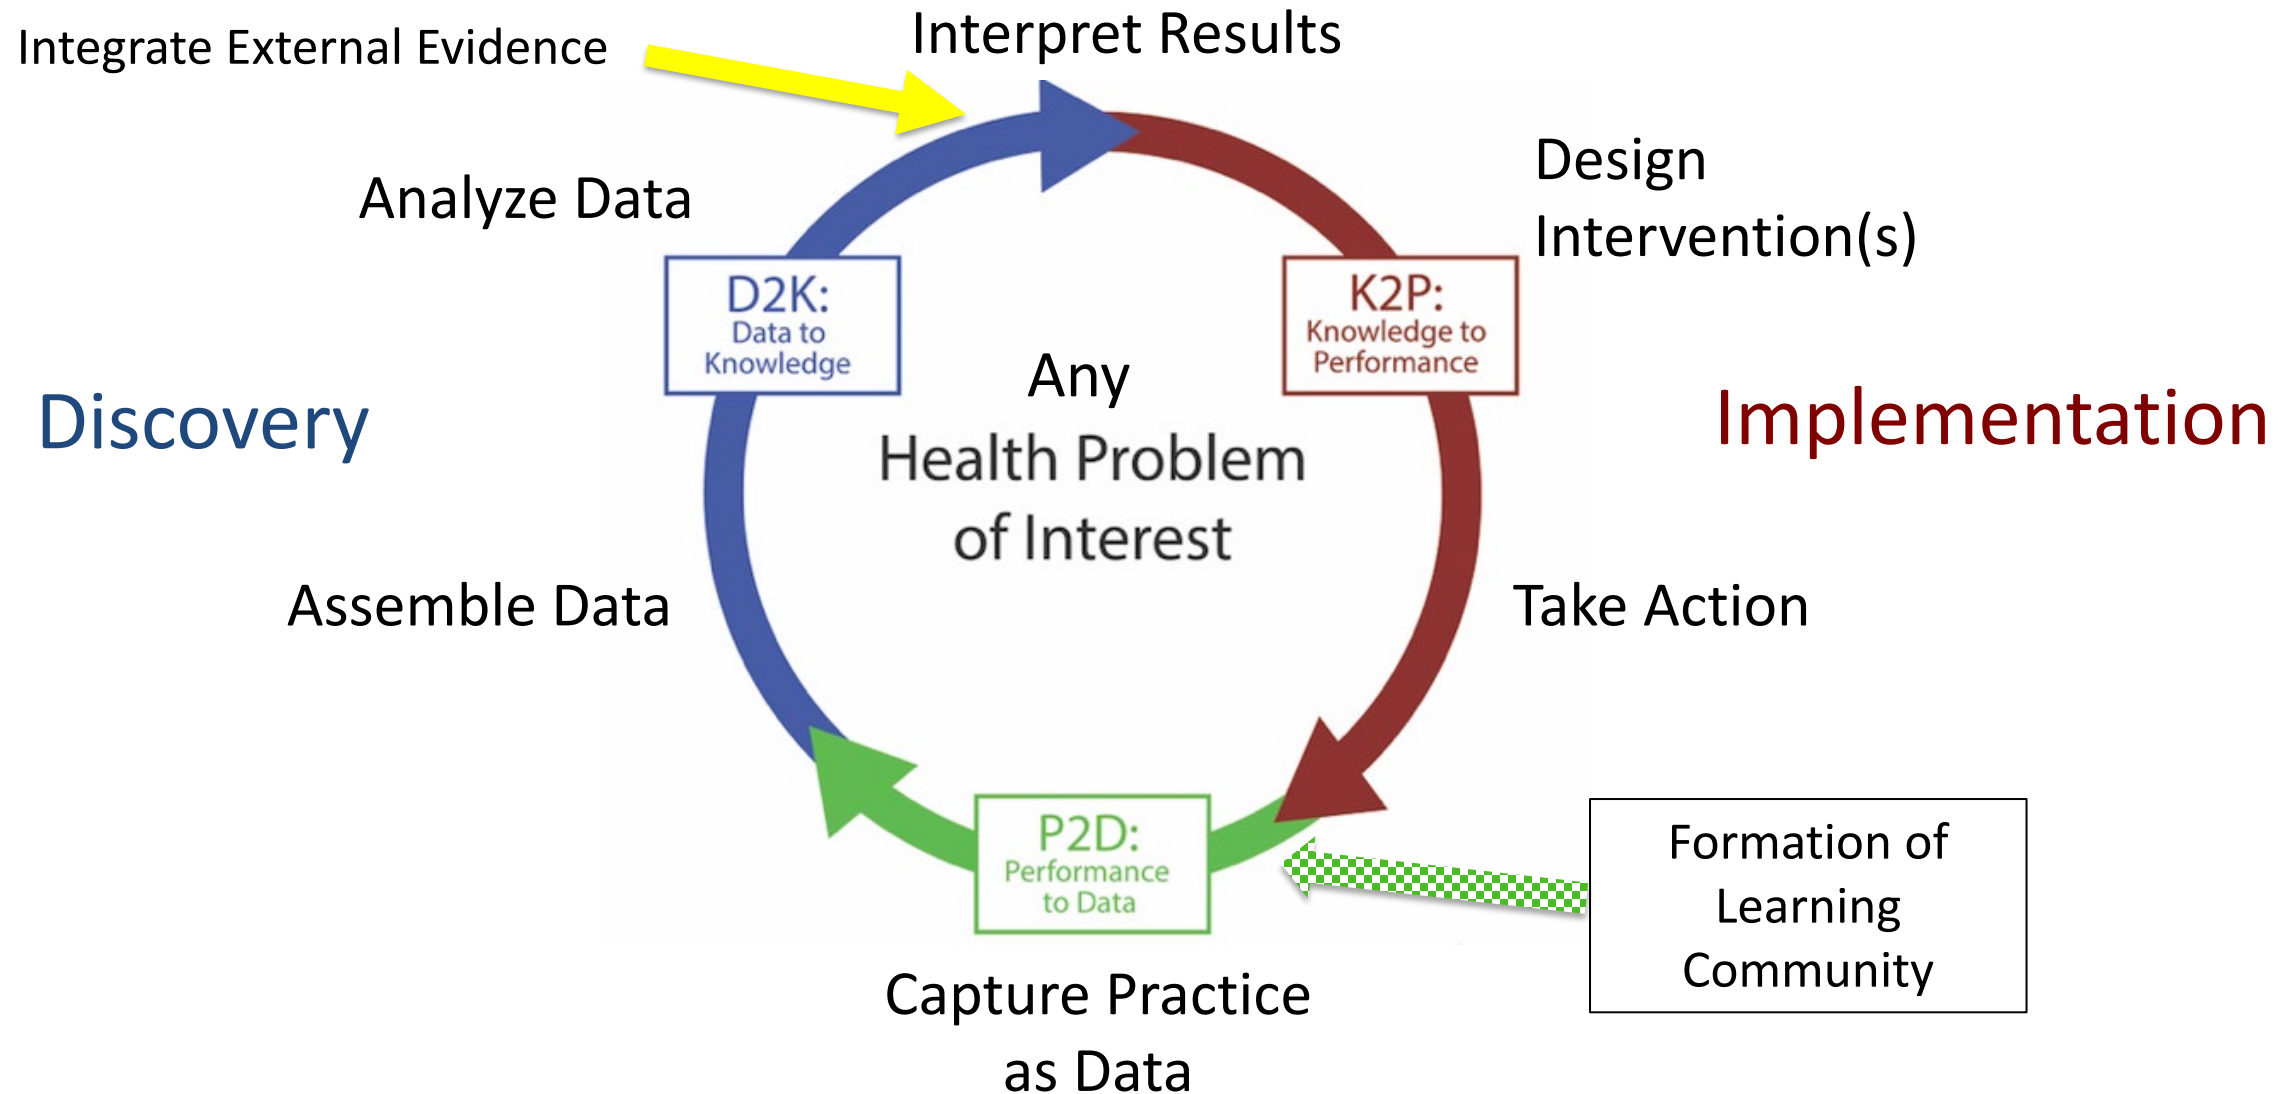 Integrate External Evidence
Interpret Results
Analyze Data
Design
Intervention(s)
D2K:
Data to
Knowledge
K2P:
Knowledge to
Performance
Any
Health Problem
of Interest
Discovery
Implementation
Assemble Data
Take Action
P2D:
Performance
to Data
Formation of
Learning
Community
Capture Practice
as Data